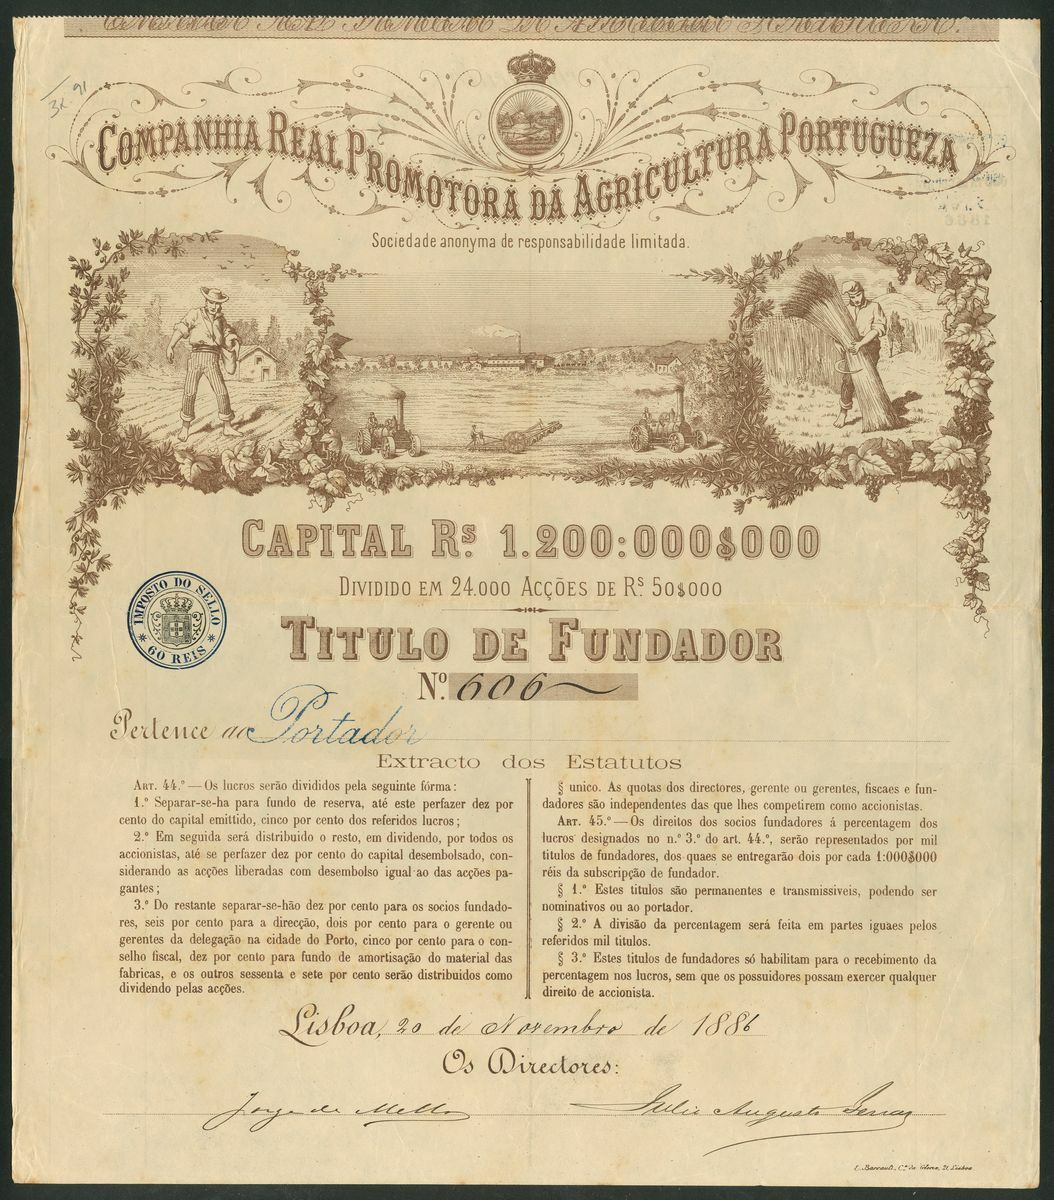 3x. 91
COMPANHIA REAL PROMOTORA DA AGRICULTURA PORTUGUEZA
Sociedade anonyma de responsabilidade limitada.
CAPITAL Rs. 1.200:000$000
DIVIDIDO EM 24.000 ACÇÕES DE Rs. 50$000
IMPOSTO DO SELLO
* 60 REIS *
TITULO DE FUNDADOR
No. 606
Pertence ao Portador
Extracto dos Estatutos
ART. 44.º — Os lucros serão divididos pela seguinte fórma:
1.º Separar-se-ha para fundo de reserva, até este perfazer dez por
cento do capital emittido, cinco por cento dos referidos lucros;
2.º Em seguida será distribuido o resto, em dividendo, por todos os
accionistas, até se perfazer dez por cento do capital desembolsado, con-
siderando as acções liberadas com desembolso igual ao das acções pa-
gantes;
3.º Do restante separar-se-hão dez por cento para os socios fundado-
res, seis por cento para a direcção, dois por cento para o gerente ou
gerentes da delegação na cidade do Porto, cinco por cento para o con-
selho fiscal, dez por cento para fundo de amortisação do material das
fabricas, e os outros sessenta e sete por cento serão distribuidos como
dividendo pelas acções.
§ unico. As quotas dos directores, gerente ou gerentes, fiscaes e fun-
dadores são independentes das que lhes competirem como accionistas.
ART. 45.º — Os direitos dos socios fundadores á percentagem dos
lucros designados no n.º 3.º do art. 44.º, serão representados por mil
titulos de fundadores, dos quaes se entregarão dois por cada 1:000$000
réis da subscripção de fundador.
§ 1.º Estes titulos são permanentes e transmissiveis, podendo ser
nominativos ou ao portador.
§ 2.º A divisão da percentagem será feita em partes iguaes pelos
referidos mil titulos.
§ 3.º Estes titulos de fundadores só habilitam para o recebimento da
percentagem nos lucros, sem que os possuidores possam exercer qualquer
direito de accionista.
Lisboa, 20 de Novembro de 1886
Os Directores:
Jorge de Mello Julio Augusto
L. Barrault, C.ª da Gloria, 21, Lisboa